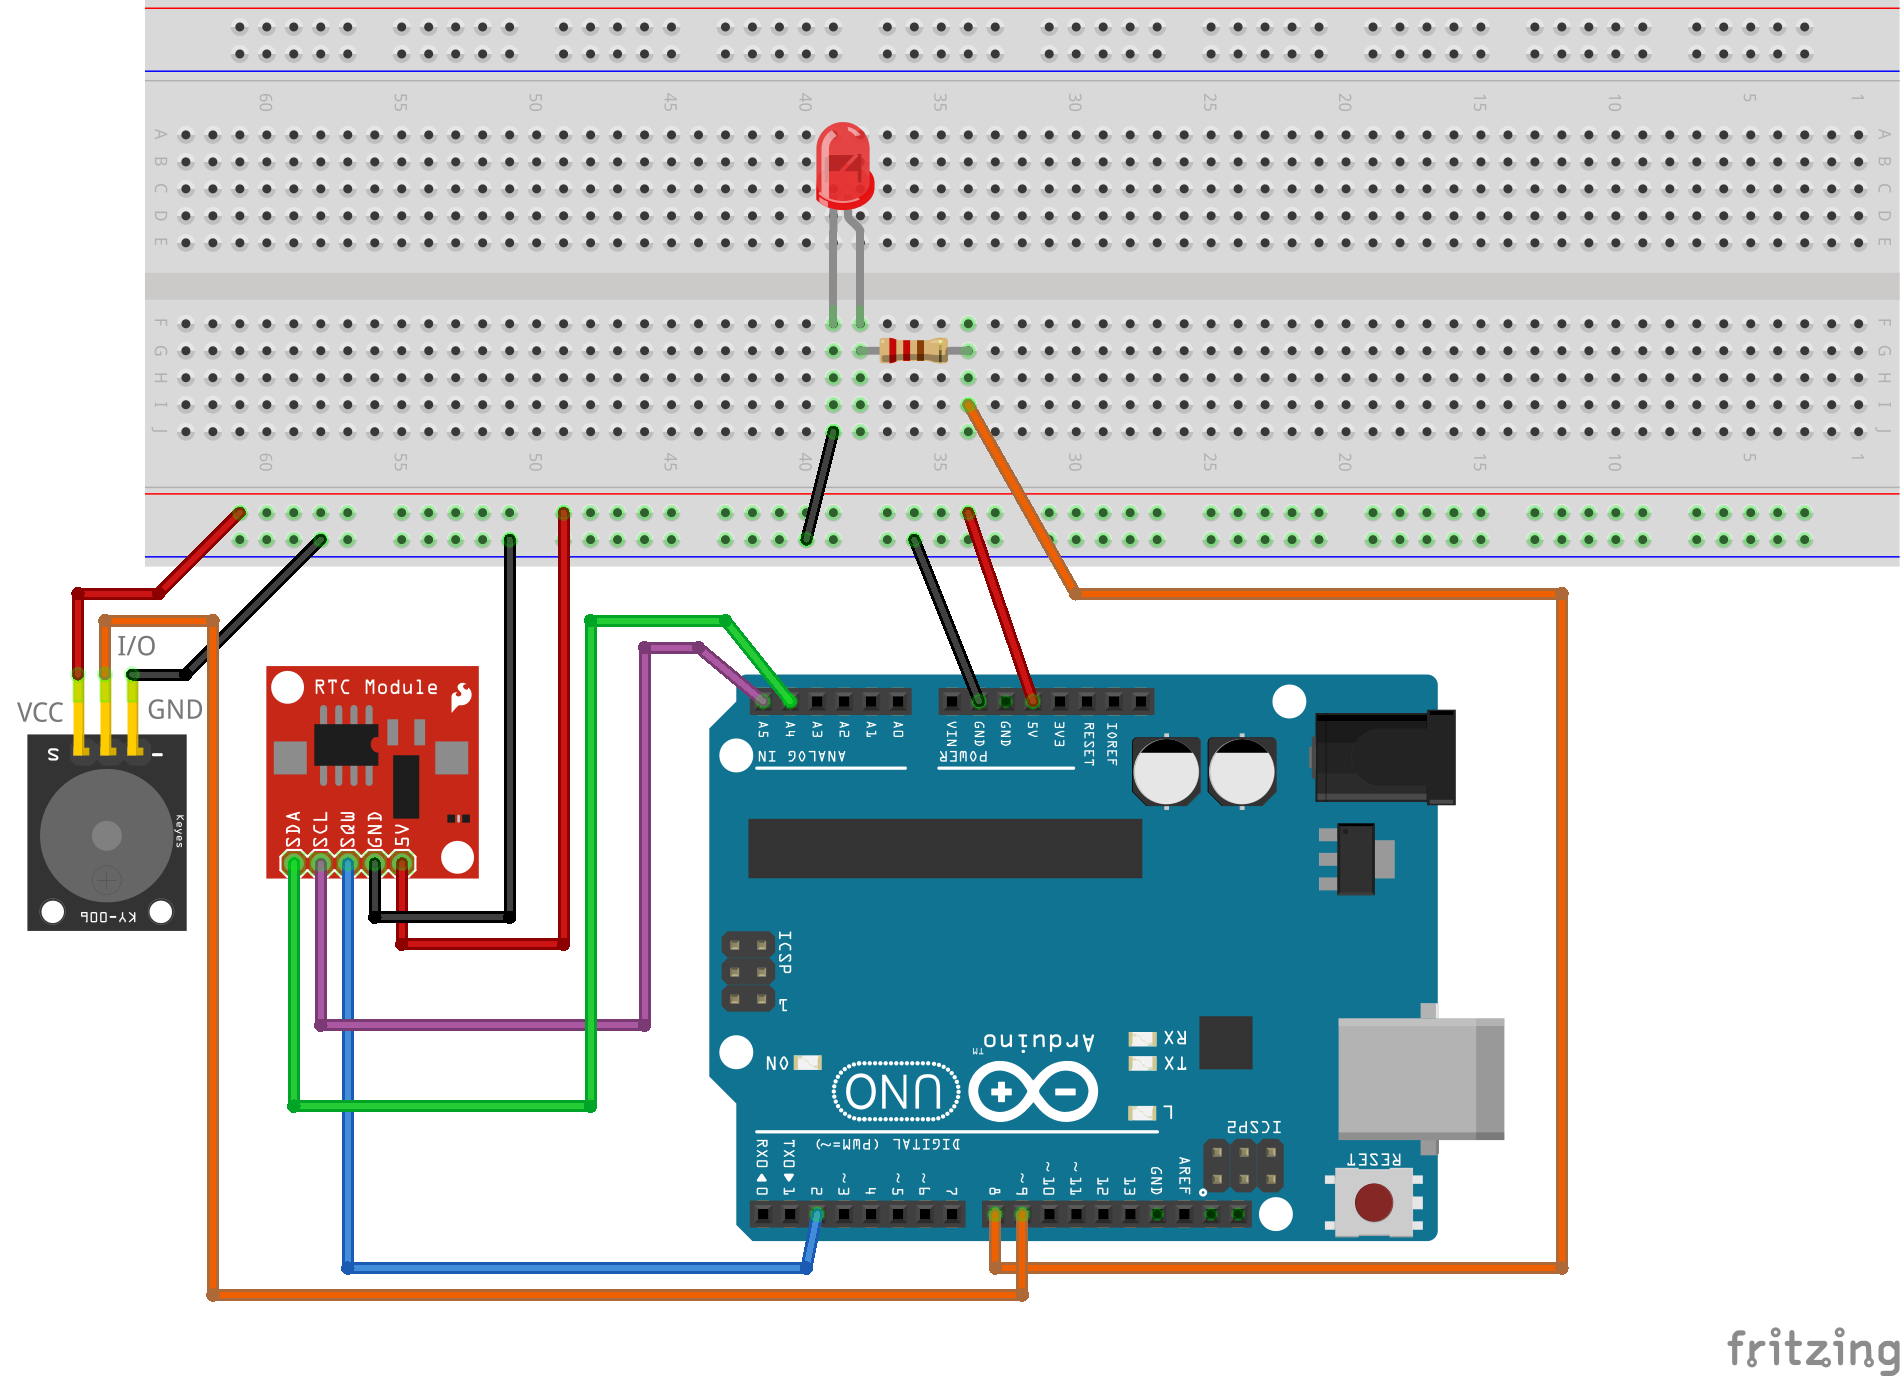 60 55 50 45 40 35 30 25 20 15 10 5 1
A A
B B
C C
D D
E E
F F
G G
H H
I I
J J
60 55 50 45 40 35 30 25 20 15 10 5 1
I/O
VCC GND
S -
Keyes
KY-006
RTC Module
SDA SCL SQW GND 5V
A5 A4 A3 A2 A1 A0
ANALOG IN
VIN GND GND 5V 3V3 RESET IOREF
POWER
ICSP
1
ON
UNO
Arduino
TM
RX
TX
L
ICSP2
RESET
DIGITAL (PWM=~)
RX0 ◀ 0
TX0 ▶ 1
2
~3
4
~5
~6
7
8
~9
~10
~11
12
13
GND
AREF
fritzing